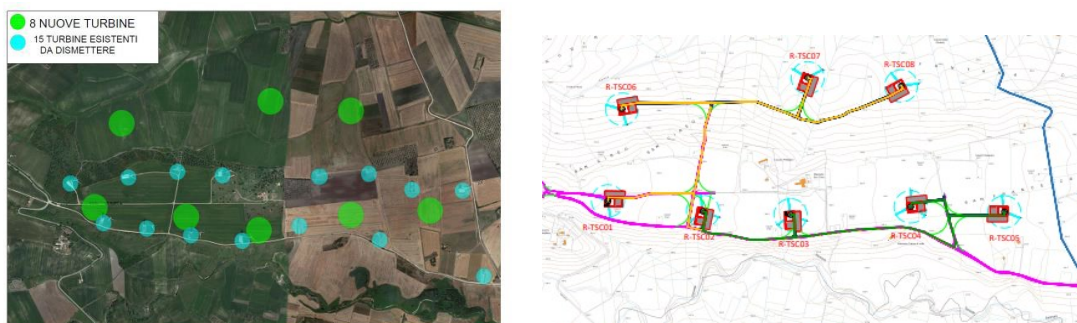 8 NUOVE TURBINE
15 TURBINE ESISTENTI
DA DISMETTERE
R-TSC07
R-TSC08
R-TSC06
R-TSC01
R-TSC02
R-TSC03
R-TSC04
R-TSC05